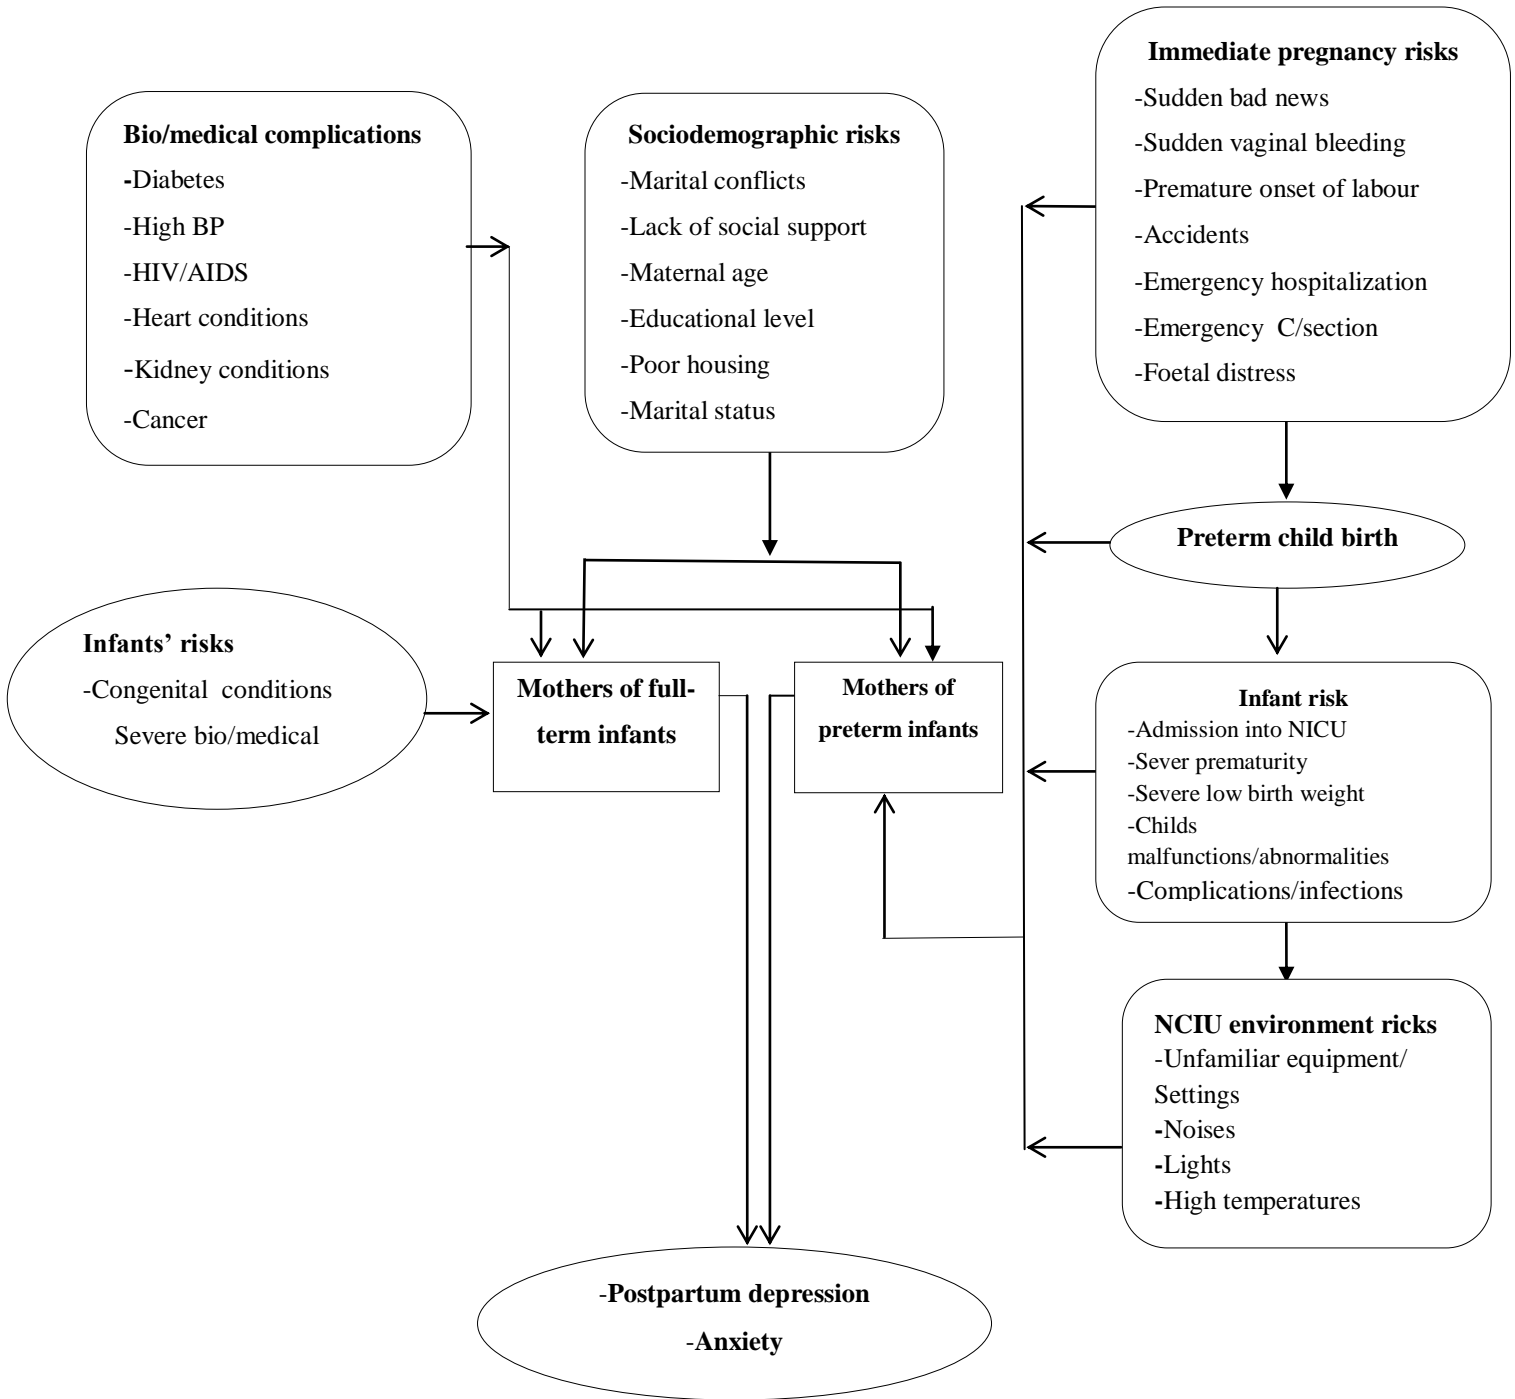 Immediate pregnancy risks
-Sudden bad news
-Sudden vaginal bleeding
-Premature onset of labour
-Accidents
-Emergency hospitalization
-Emergency C/section
-Foetal distress
Bio/medical complications
-Diabetes
-High BP
-HIV/AIDS
-Heart conditions
-Kidney conditions
-Cancer
Sociodemographic risks
-Marital conflicts
-Lack of social support
-Maternal age
-Educational level
-Poor housing
-Marital status
Preterm child birth
Infants’ risks
-Congenital conditions
Severe bio/medical
Mothers of full-
term infants
Mothers of
preterm infants
Infant risk
-Admission into NICU
-Sever prematurity
-Severe low birth weight
-Childs
malfunctions/abnormalities
-Complications/infections
NCIU environment ricks
-Unfamiliar equipment/
Settings
-Noises
-Lights
-High temperatures
-Postpartum depression
-Anxiety